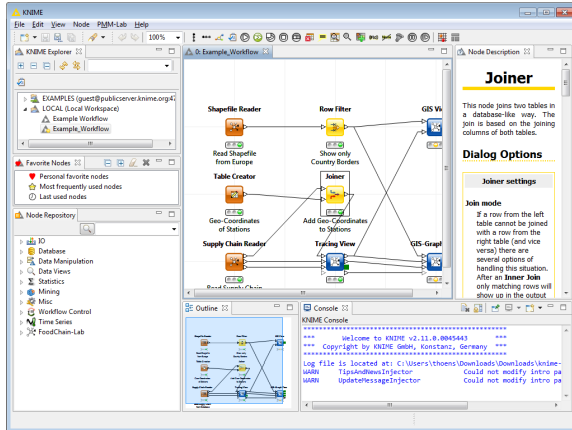 KNIME
File Edit View Node PMM-Lab Help
100%
KNIME Explorer
EXAMPLES (guest@publicserver.knime.org:47
LOCAL (Local Workspace)
Example Workflow
Example_Workflow
Favorite Nodes
Personal favorite nodes
Most frequently used nodes
Last used nodes
Node Repository
IO
Database
Data Manipulation
Data Views
Statistics
Mining
Misc
Workflow Control
Time Series
FoodChain-Lab
0: Example_Workflow
Shapefile Reader
Row Filter
GIS Vi
Read Shapefile
from Europe
Show only
Country Borders
Table Creator
Joiner
Geo-Coordinates
of Stations
Add Geo-Coordinates
to Stations
Supply Chain Reader
Tracing View
GIS-Graph
Read Supply Chain
Node Description
Joiner
This node joins two tables in
a database-like way. The
join is based on the joining
columns of both tables.
Dialog Options
Joiner settings
Join mode
If a row from the left
table cannot be joined
with a row from the
right table (and vice
versa) there are
several options of
handling this situation.
After an Inner Join
only matching rows will
show up in the output
Outline
Console
KNIME Console
*** Welcome to KNIME v2.11.0.0045443 ***
*** Copyright by KNIME GmbH, Konstanz, Germany ***
Log file is located at: C:\Users\thoens\Downloads\Downloads\knime-
WARN TipsAndNewsInjector Could not modify intro pa
WARN UpdateMessageInjector Could not modify intro pa